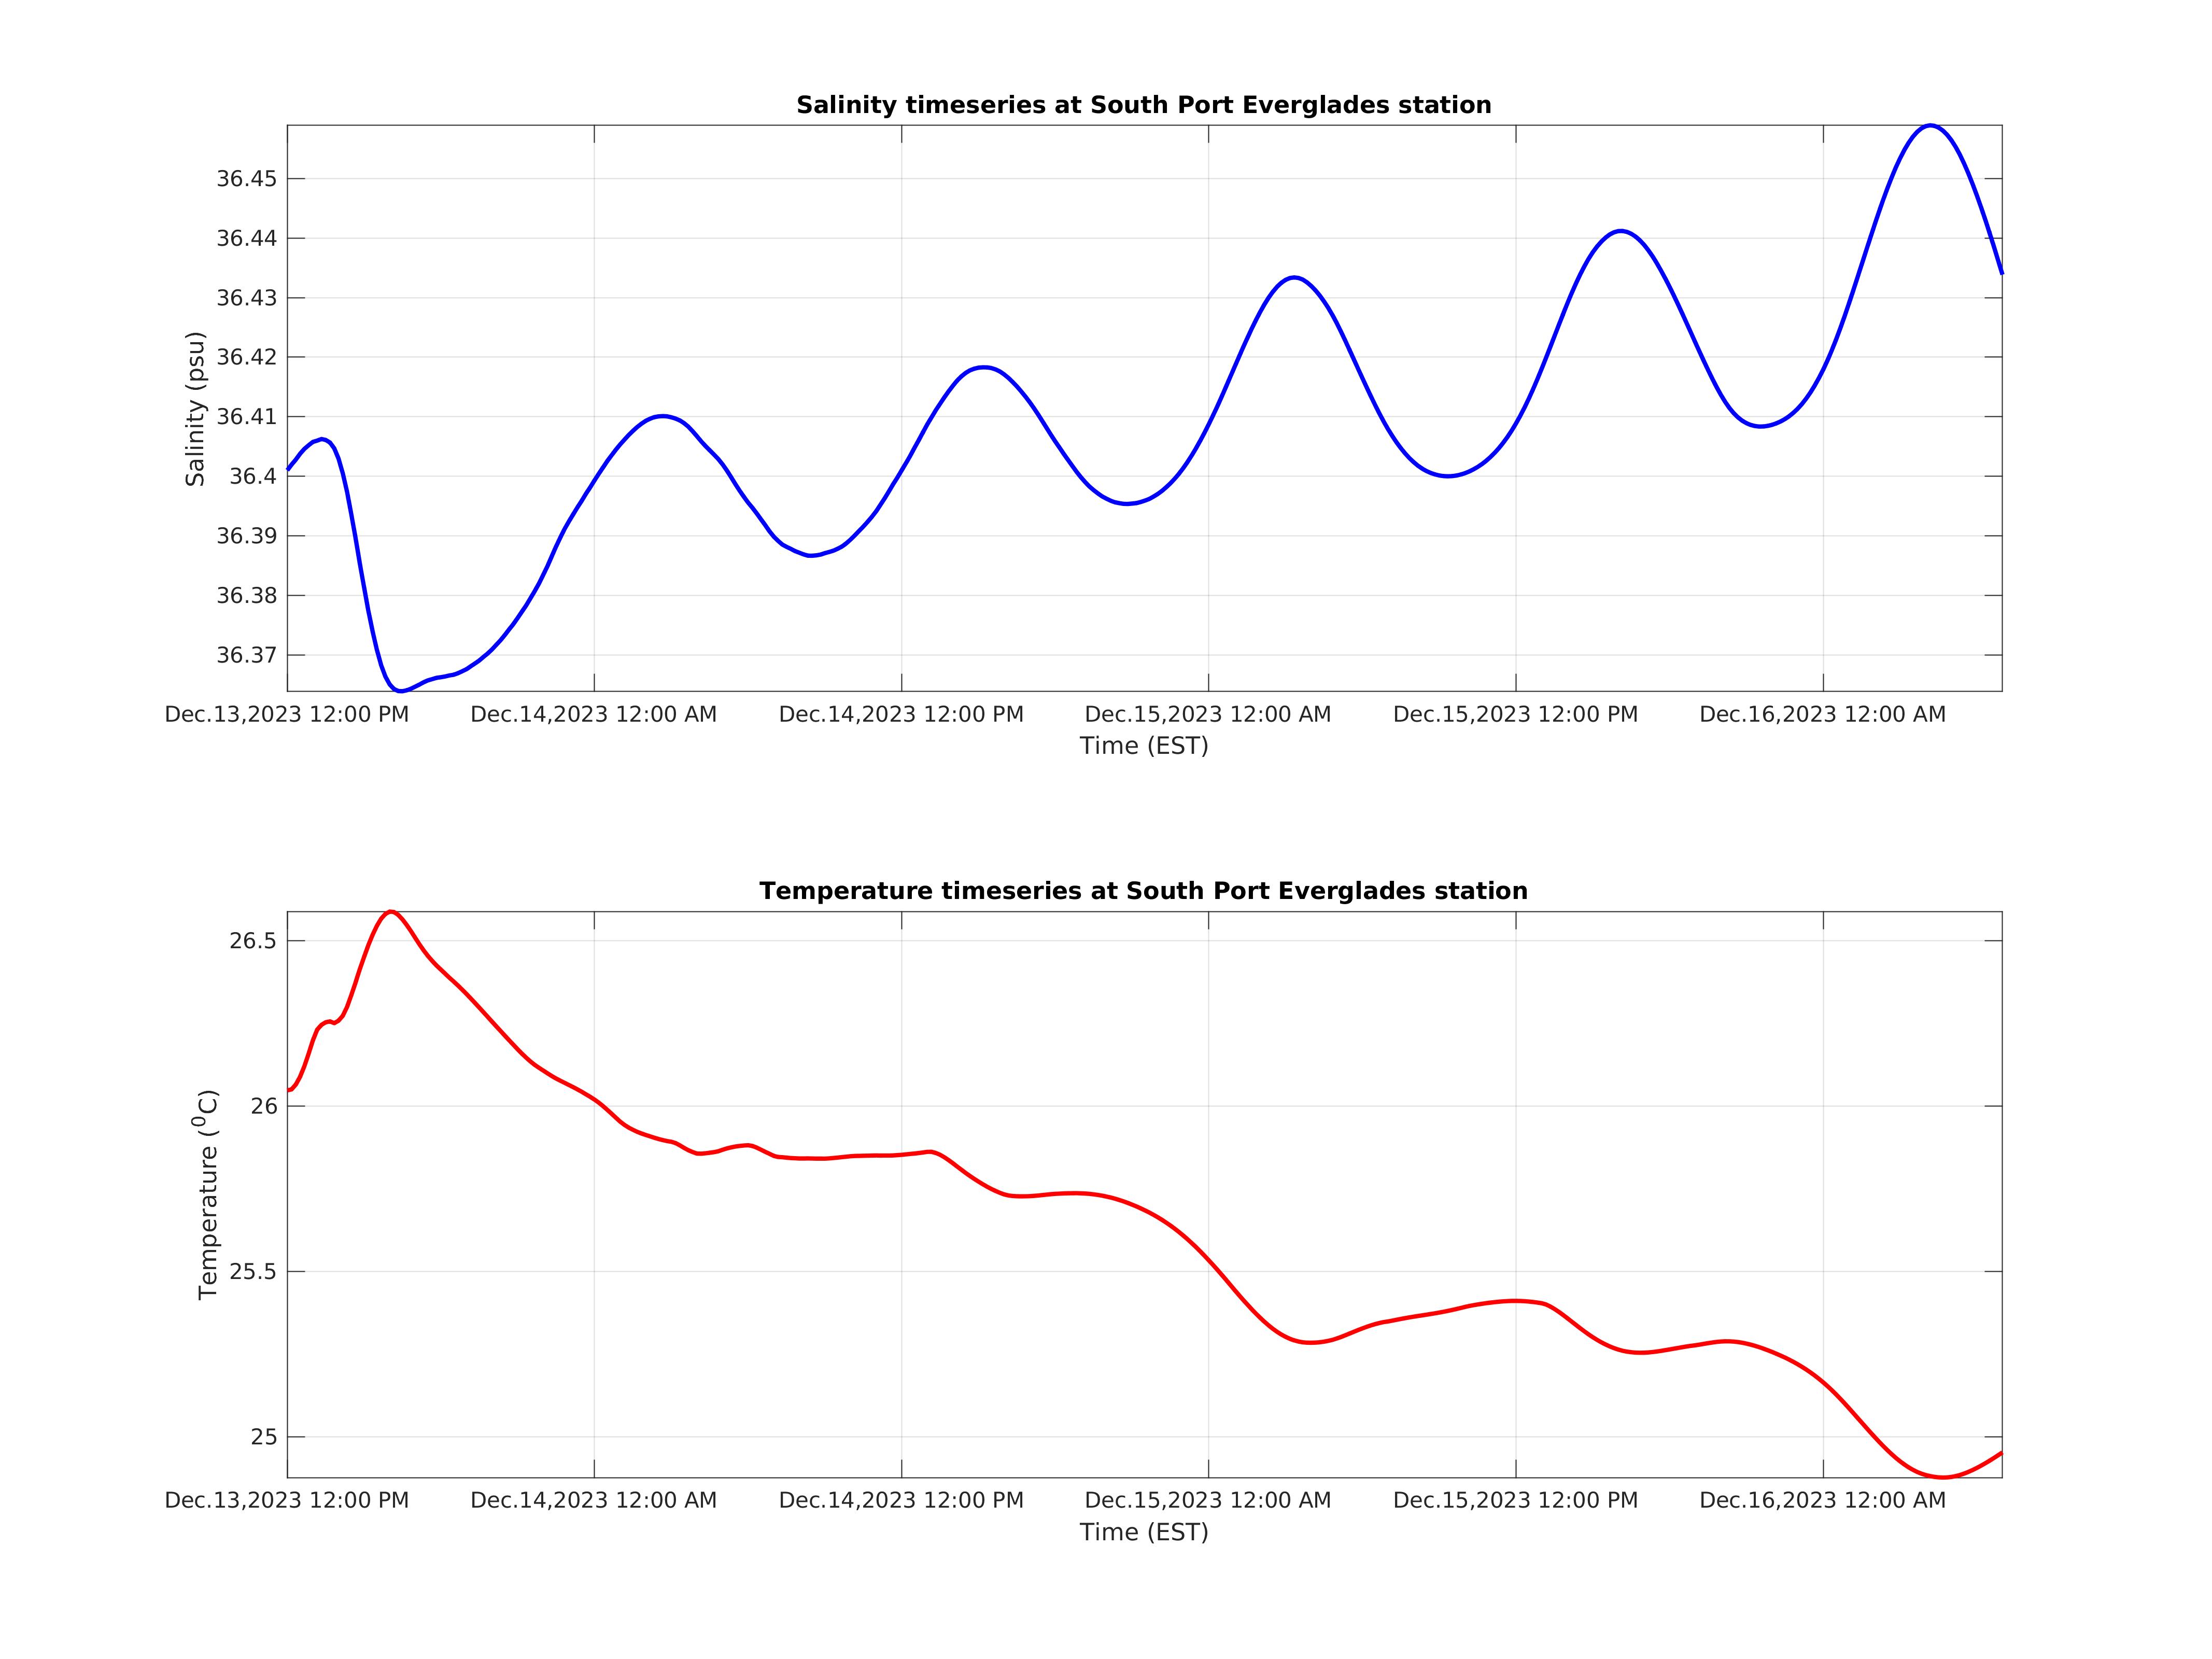 Salinity timeseries at South Port Everglades station
Salinity (psu)
36.45
36.44
36.43
36.42
36.41
36.4
36.39
36.38
36.37
Dec.13,2023 12:00 PM Dec.14,2023 12:00 AM Dec.14,2023 12:00 PM Dec.15,2023 12:00 AM Dec.15,2023 12:00 PM Dec.16,2023 12:00 AM
Time (EST)
Temperature timeseries at South Port Everglades station
Temperature (⁰C)
26.5
26
25.5
25
Dec.13,2023 12:00 PM Dec.14,2023 12:00 AM Dec.14,2023 12:00 PM Dec.15,2023 12:00 AM Dec.15,2023 12:00 PM Dec.16,2023 12:00 AM
Time (EST)